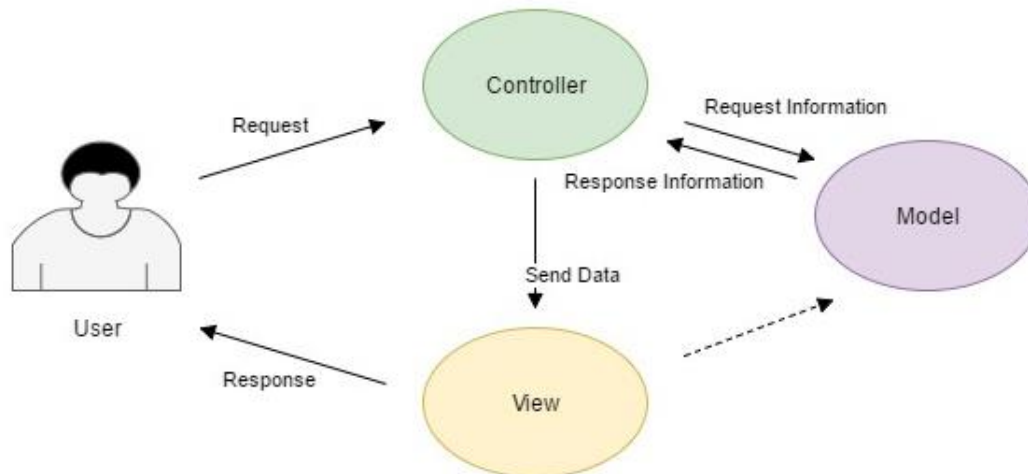 Controller
Request Information
Request
Response Information
Model
Send Data
User
Response
View